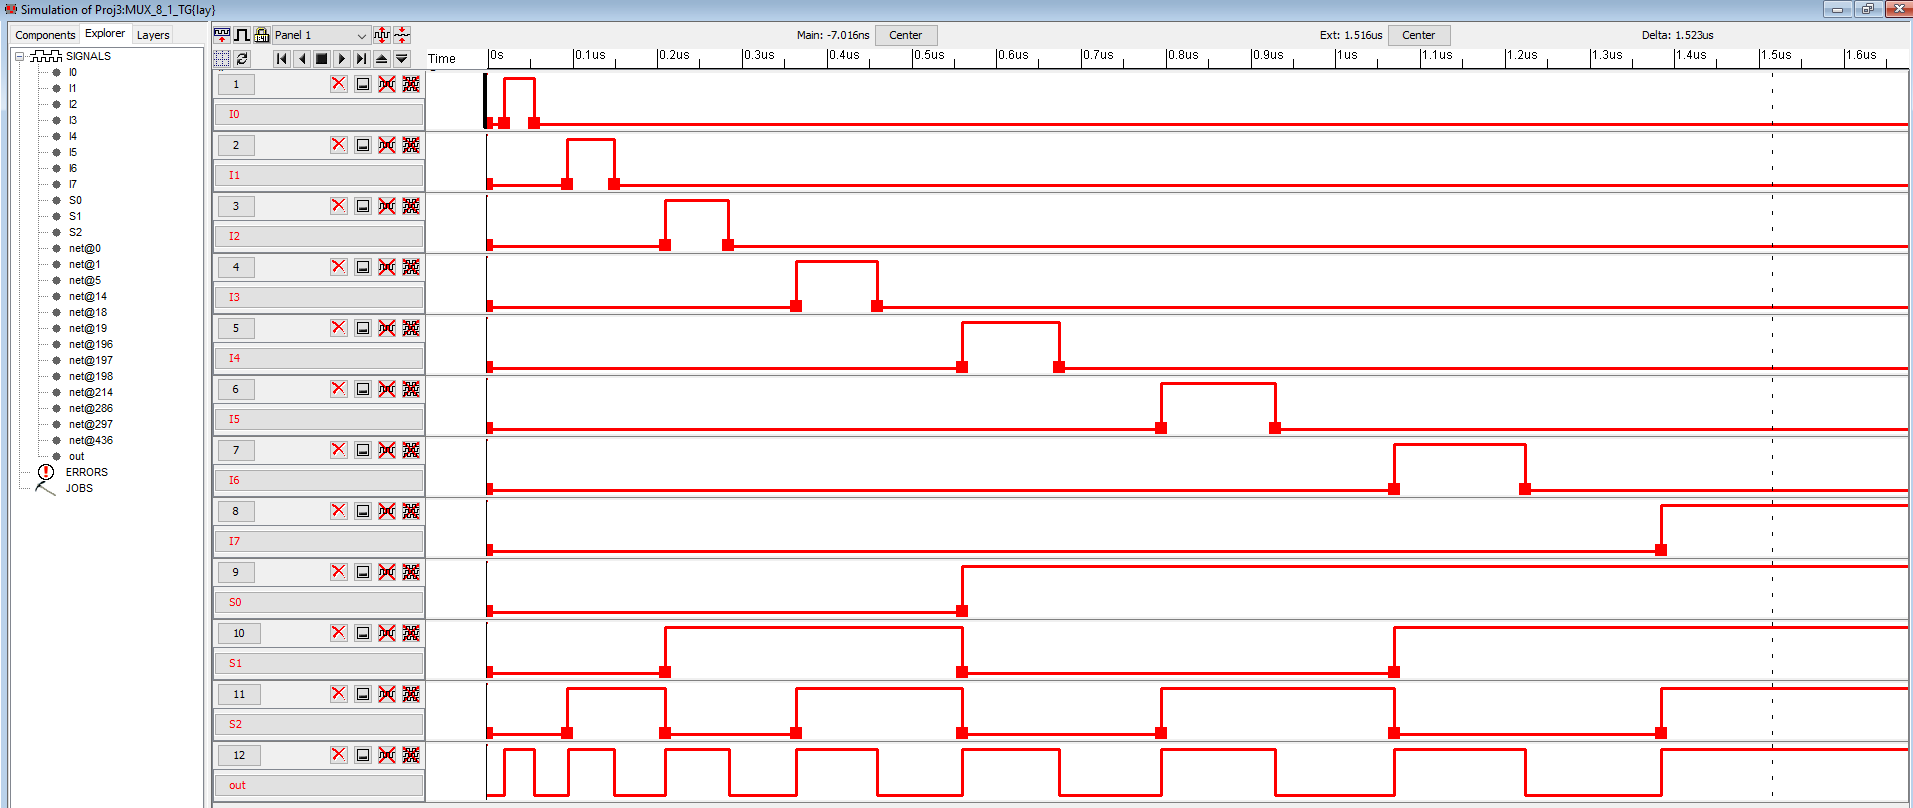 Simulation of Proj3:MUX_8_1_TG{lay}
Components Explorer Layers
SIGNALS
I0
I1
I2
I3
I4
I5
I6
I7
S0
S1
S2
net@0
net@1
net@5
net@14
net@18
net@19
net@196
net@197
net@198
net@214
net@286
net@297
net@436
out
ERRORS
JOBS
Panel 1
Main: -7.016ns Center Ext: 1.516us Center Delta: 1.523us
Time 0s 0.1us 0.2us 0.3us 0.4us 0.5us 0.6us 0.7us 0.8us 0.9us 1us 1.1us 1.2us 1.3us 1.4us 1.5us 1.6us
1
I0
2
I1
3
I2
4
I3
5
I4
6
I5
7
I6
8
I7
9
S0
10
S1
11
S2
12
out